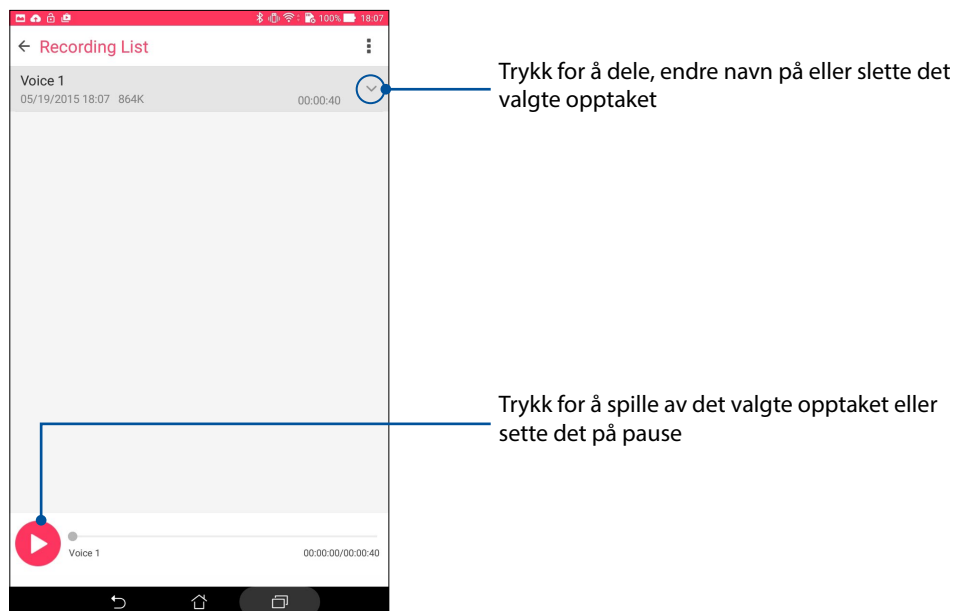 100% 18:07
Recording List
Voice 1
05/19/2015 18:07 864K 00:00:40
Trykk for å dele, endre navn på eller slette det
valgte opptaket
Trykk for å spille av det valgte opptaket eller
sette det på pause
Voice 1 00:00:00/00:00:40